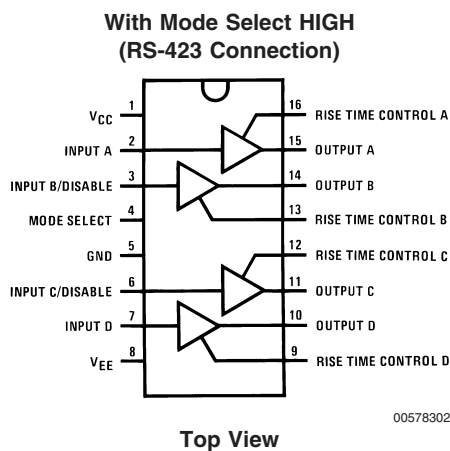 With Mode Select HIGH
(RS-423 Connection)
1 16
VCC RISE TIME CONTROL A
2 15
INPUT A OUTPUT A
3 14
INPUT B/DISABLE OUTPUT B
4 13
MODE SELECT RISE TIME CONTROL B
5 12
GND RISE TIME CONTROL C
6 11
INPUT C/DISABLE OUTPUT C
7 10
INPUT D OUTPUT D
8 9
VEE RISE TIME CONTROL D
00578302
Top View